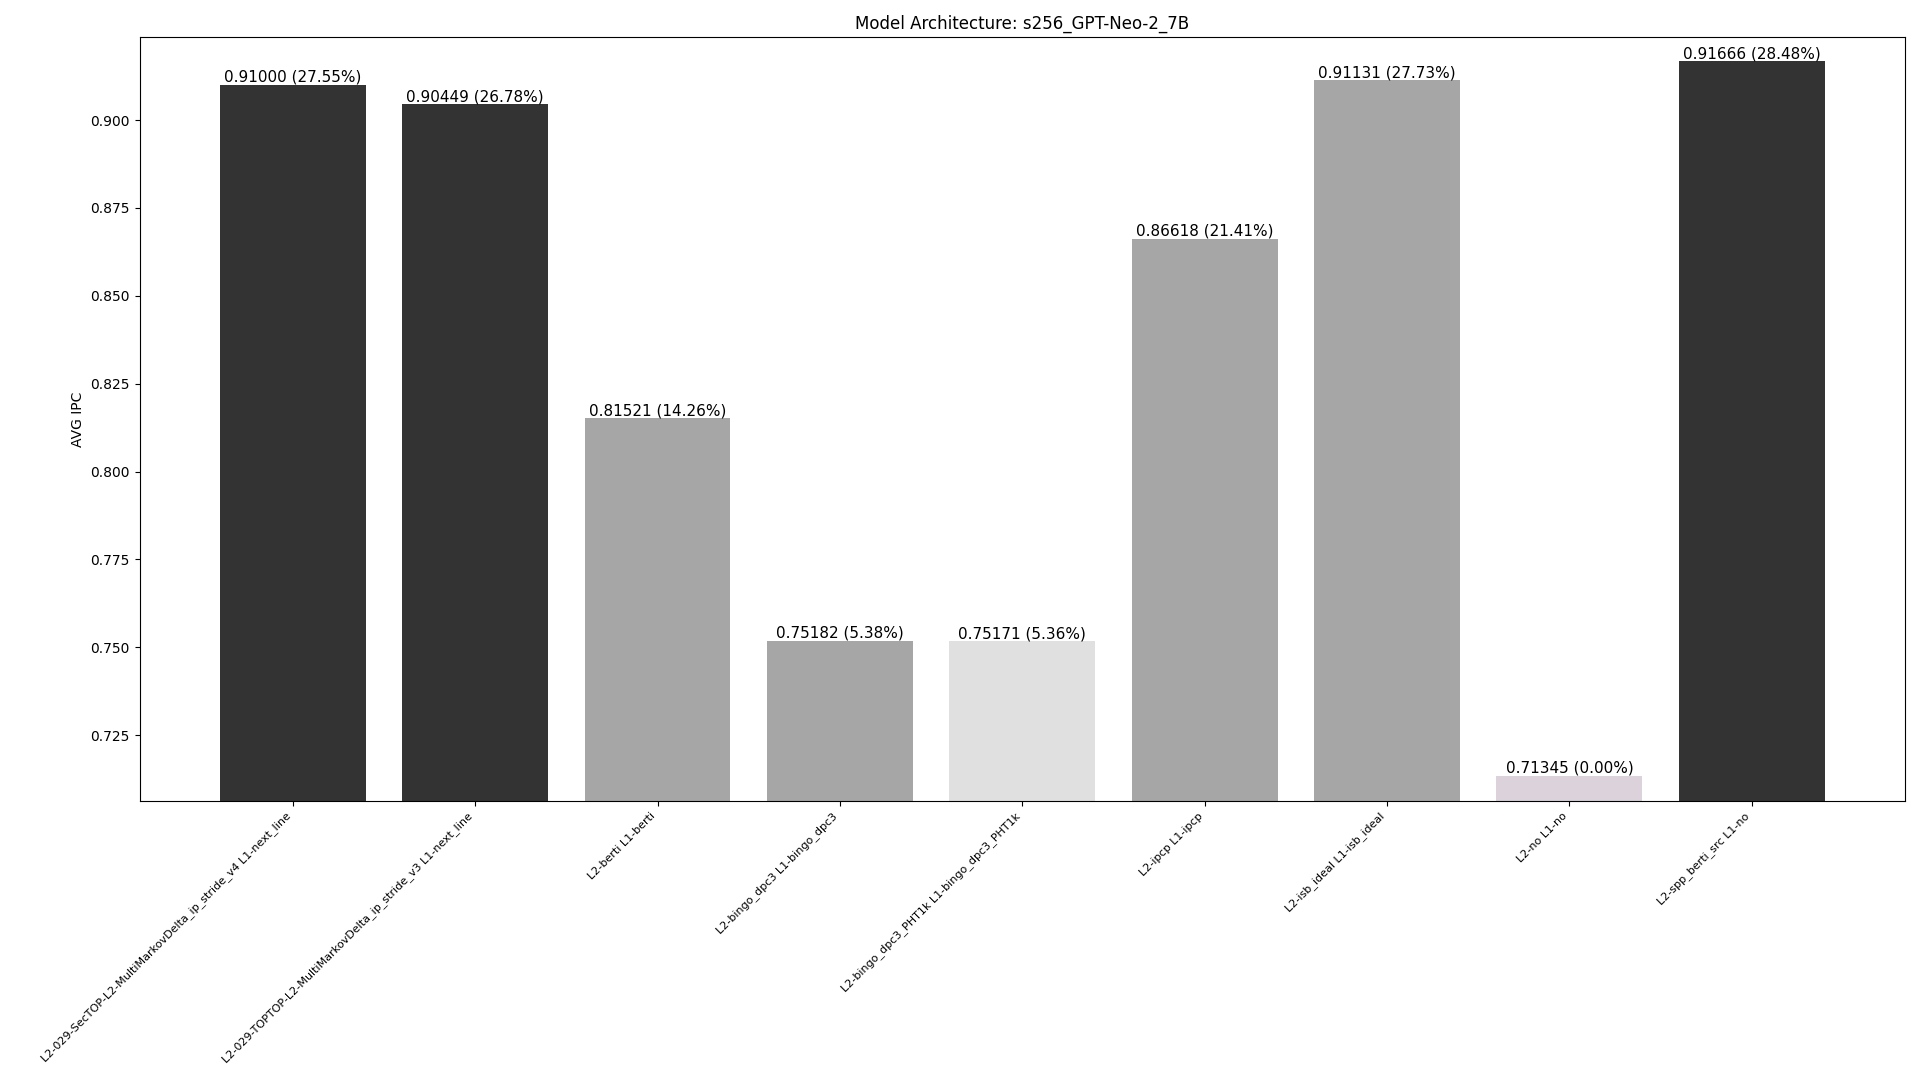 Model Architecture: s256_GPT-Neo-2_7B
0.91000 (27.55%)
0.90449 (26.78%)
0.81521 (14.26%)
0.75182 (5.38%)
0.75171 (5.36%)
0.86618 (21.41%)
0.91131 (27.73%)
0.71345 (0.00%)
0.91666 (28.48%)
AVG IPC
0.900
0.875
0.850
0.825
0.800
0.775
0.750
0.725
L2-029-SecTOP-L2-MultiMarkovDelta_ip_stride_v4 L1-next_line
L2-029-TOPTOP-L2-MultiMarkovDelta_ip_stride_v3 L1-next_line
L2-berti L1-berti
L2-bingo_dpc3 L1-bingo_dpc3
L2-bingo_dpc3_PHT1k L1-bingo_dpc3_PHT1k
L2-ipcp L1-ipcp
L2-isb_ideal L1-isb_ideal
L2-no L1-no
L2-spp_berti_src L1-no